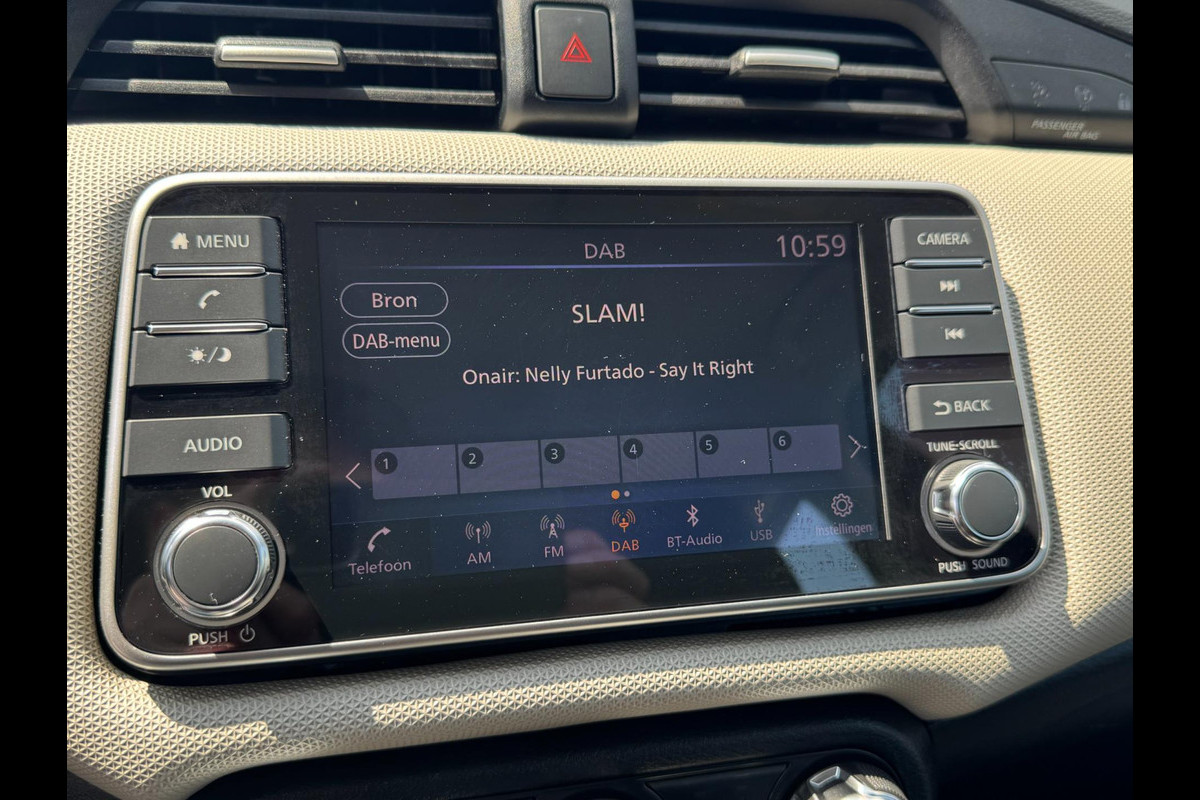 PASSENGER
AIR BAG
MENU
AUDIO
VOL
PUSH
DAB
10:59
Bron
DAB-menu
SLAM!
Onair: Nelly Furtado - Say It Right
1 2 3 4 5 6
Telefoon
AM
FM
DAB
BT-Audio
USB
Instellingen
CAMERA
BACK
TUNE·SCROLL
PUSH SOUND